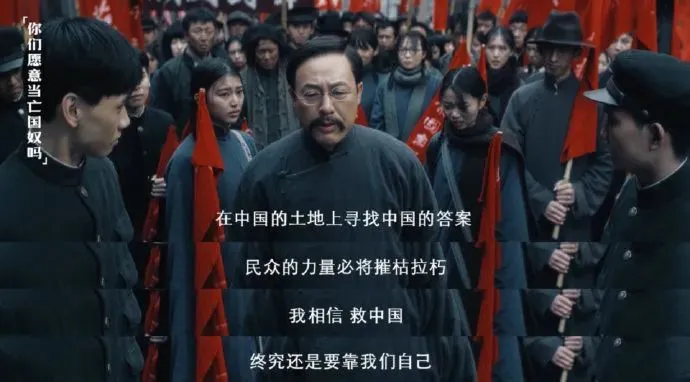 「你们愿意当亡国奴吗」
在中国的土地上寻找中国的答案
民众的力量必将摧枯拉朽
我相信 救中国
终究还是要靠我们自己